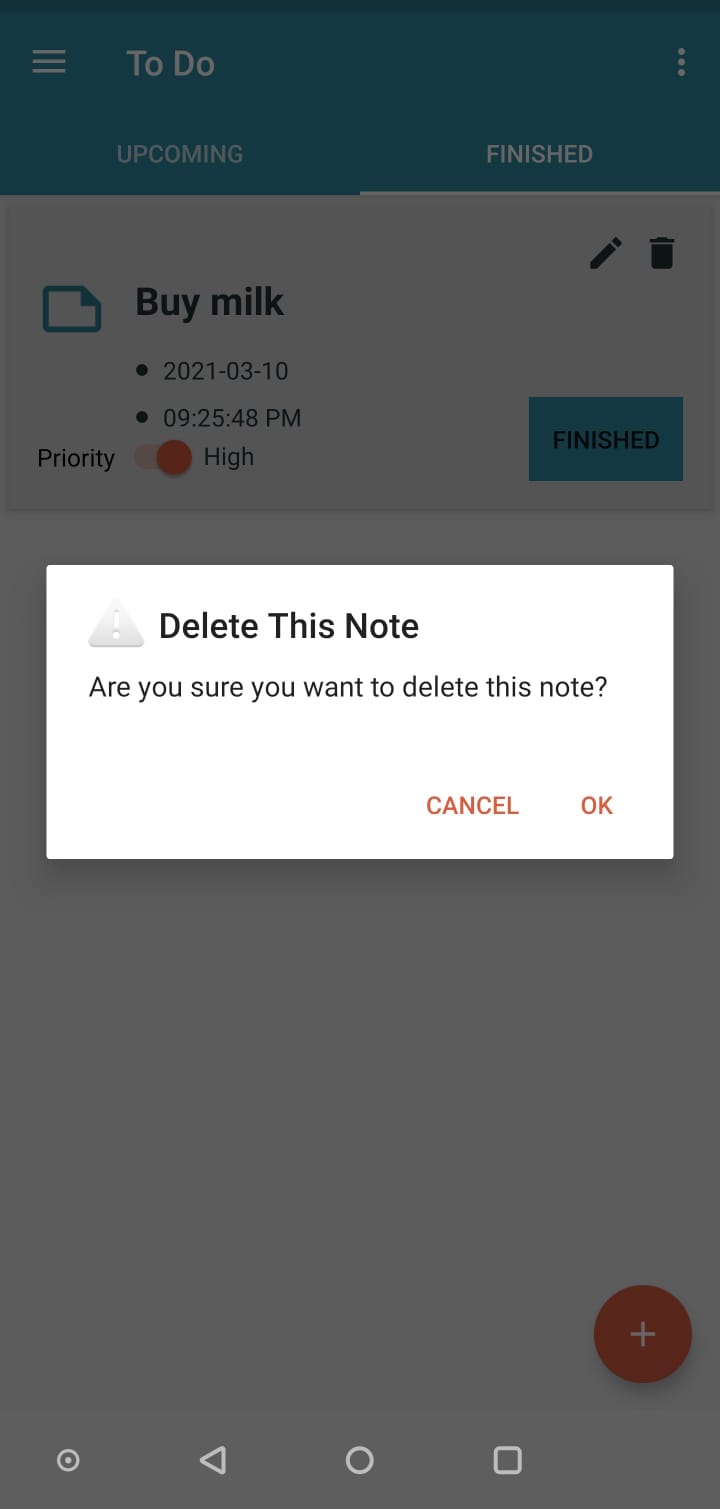 To Do
UPCOMING
FINISHED
Buy milk
2021-03-10
09:25:48 PM
Priority
High
FINISHED
Delete This Note
Are you sure you want to delete this note?
CANCEL
OK